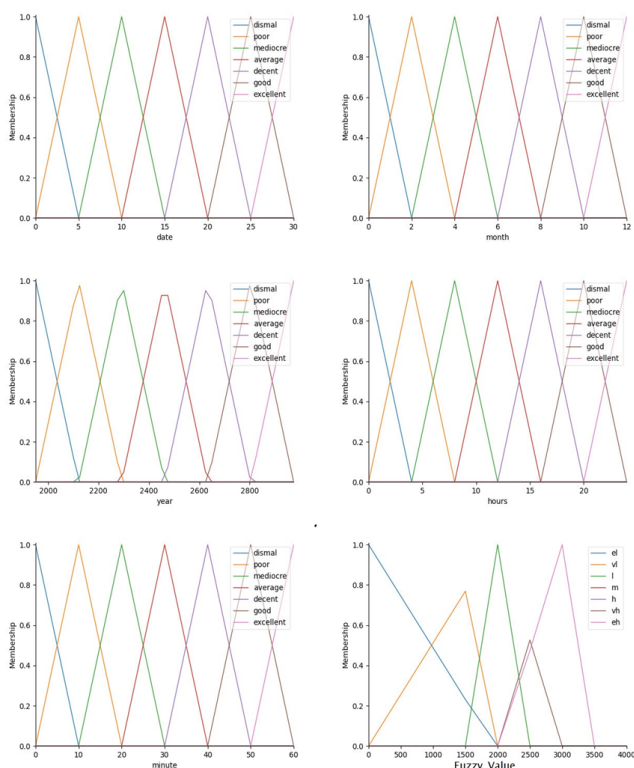 1.0
0.8
0.6
0.4
0.2
0.0
Membership
dismal
poor
mediocre
average
decent
good
excellent
0 5 10 15 20 25 30
date
1.0
0.8
0.6
0.4
0.2
0.0
Membership
dismal
poor
mediocre
average
decent
good
excellent
0 2 4 6 8 10 12
month
1.0
0.8
0.6
0.4
0.2
0.0
Membership
dismal
poor
mediocre
average
decent
good
excellent
2000 2200 2400 2600 2800
year
1.0
0.8
0.6
0.4
0.2
0.0
Membership
dismal
poor
mediocre
average
decent
good
excellent
0 5 10 15 20
hours
1.0
0.8
0.6
0.4
0.2
0.0
Membership
dismal
poor
mediocre
average
decent
good
excellent
0 10 20 30 40 50 60
minute
1.0
0.8
0.6
0.4
0.2
0.0
Membership
el
vl
l
m
h
vh
eh
0 500 1000 1500 2000 2500 3000 3500 4000
Fuzzy_Value